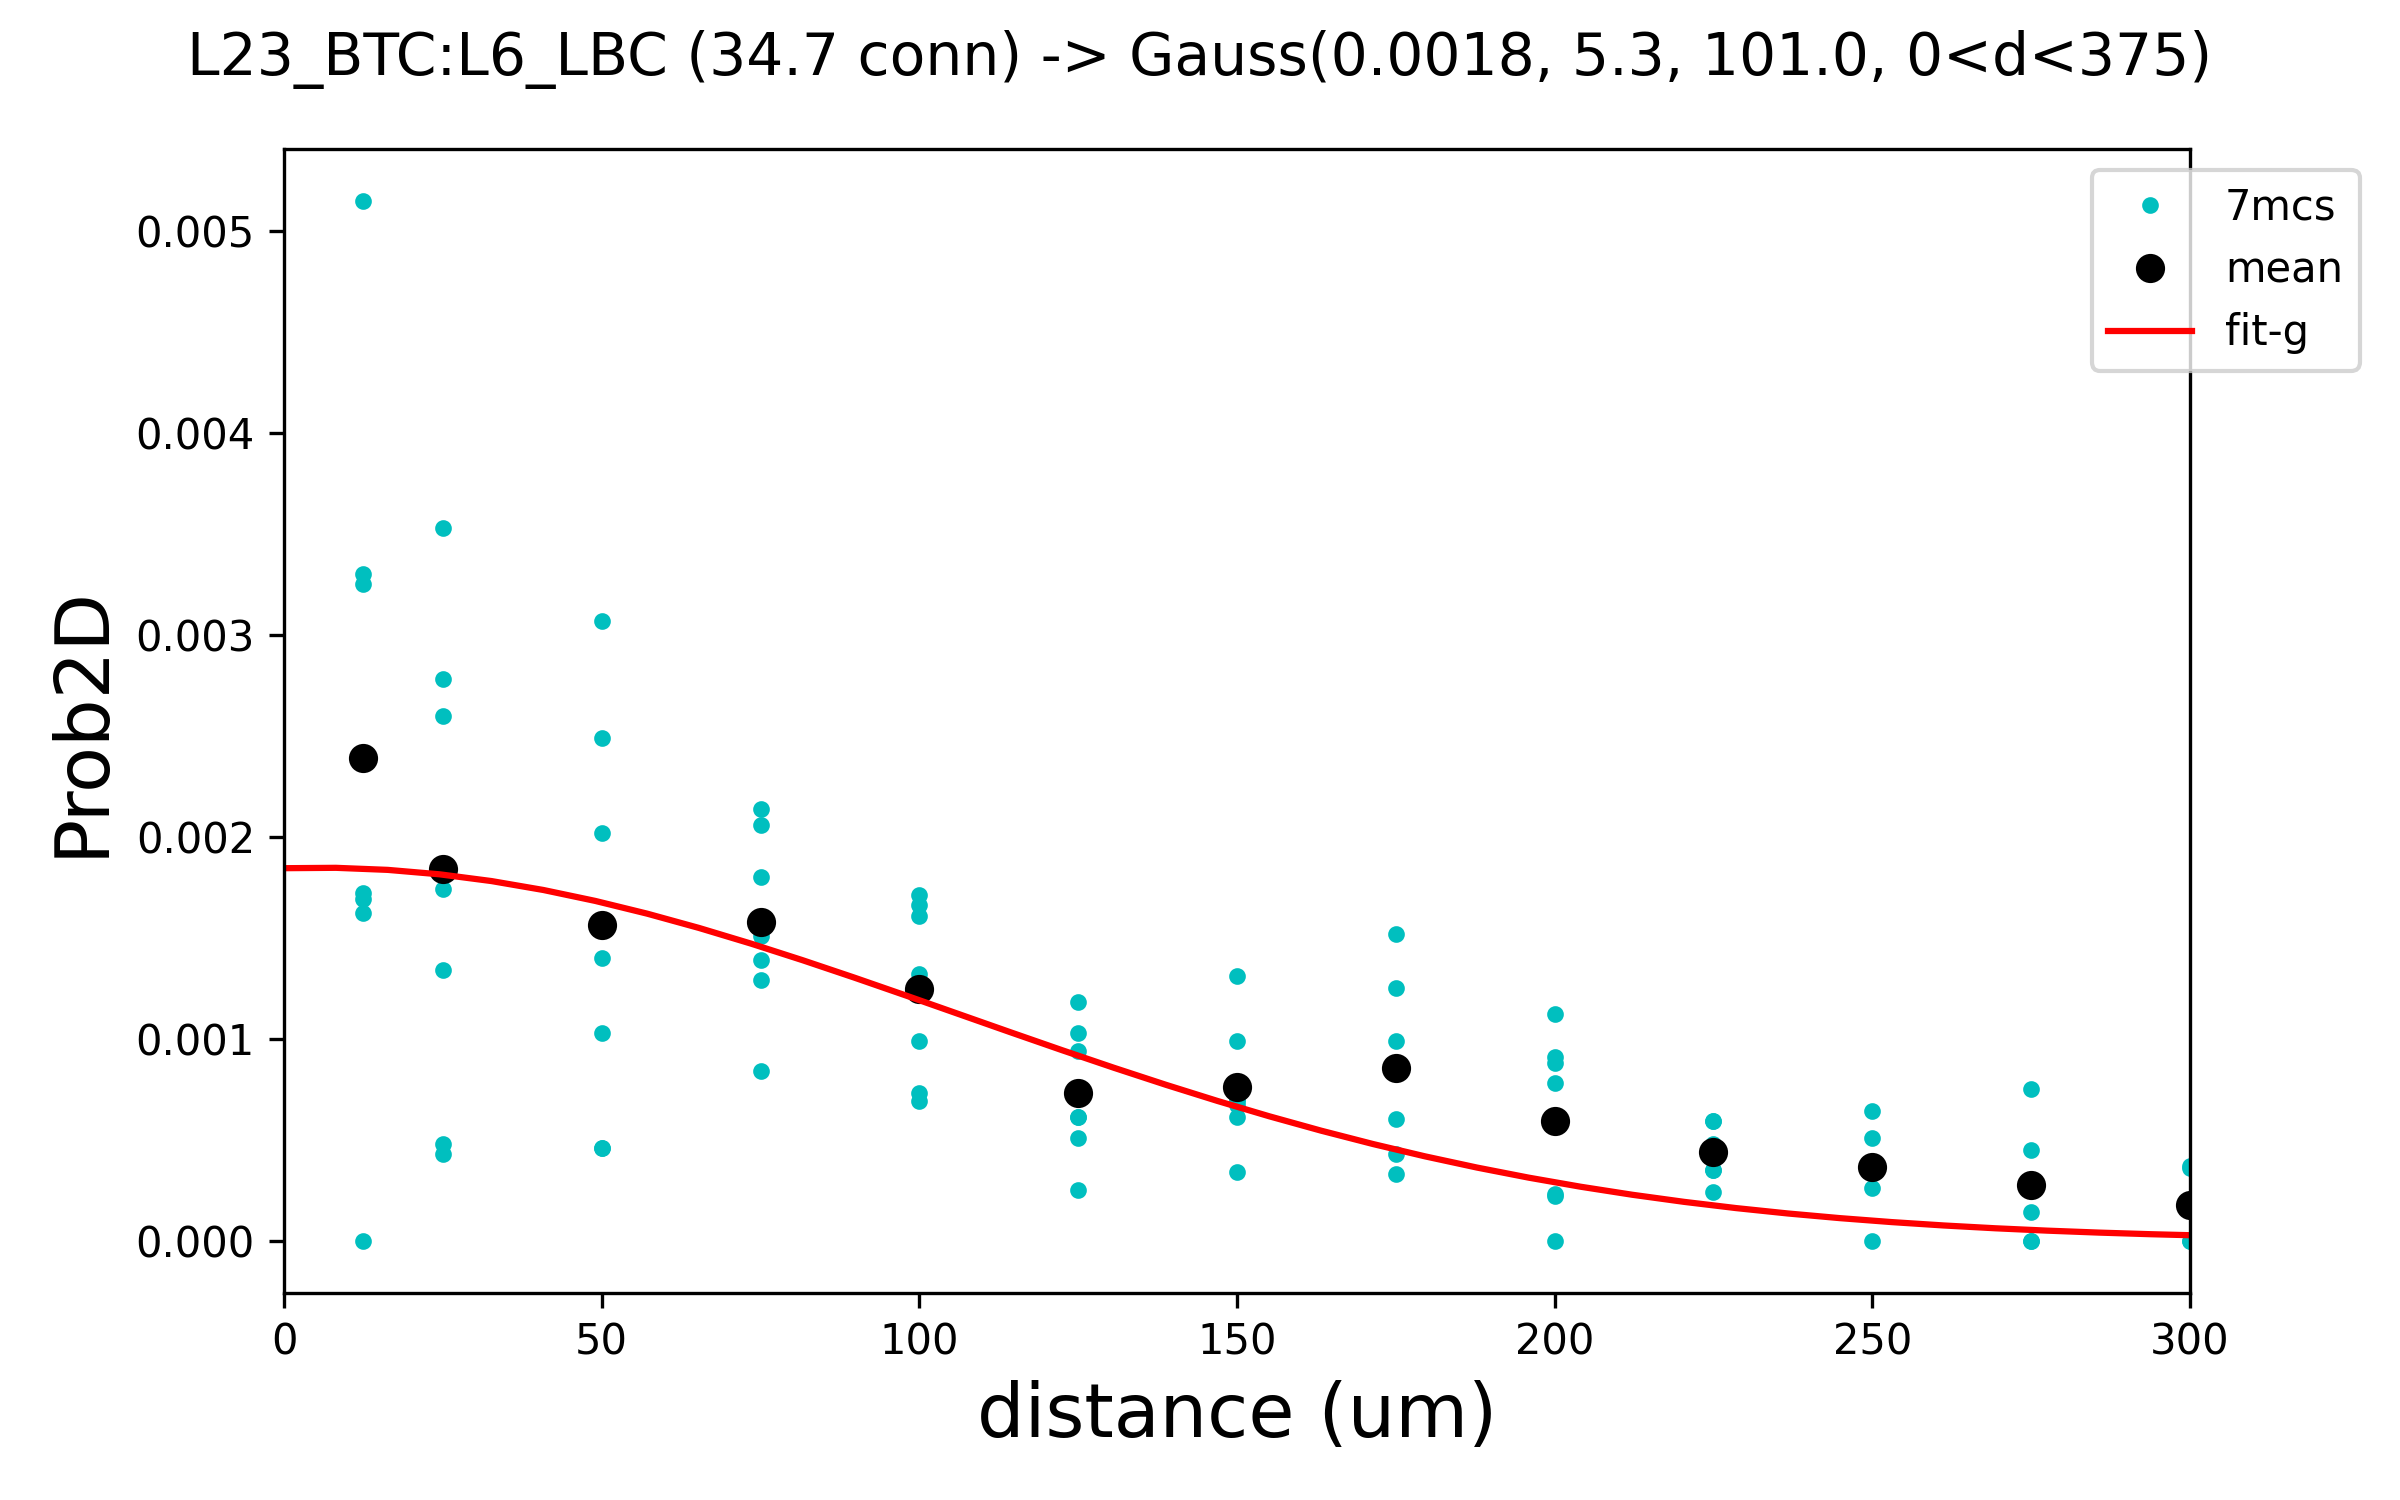 L23_BTC:L6_LBC (34.7 conn) -> Gauss(0.0018, 5.3, 101.0, 0<d<375)
7mcs
mean
fit-g
Prob2D
0.005
0.004
0.003
0.002
0.001
0.000
0 50 100 150 200 250 300
distance (um)